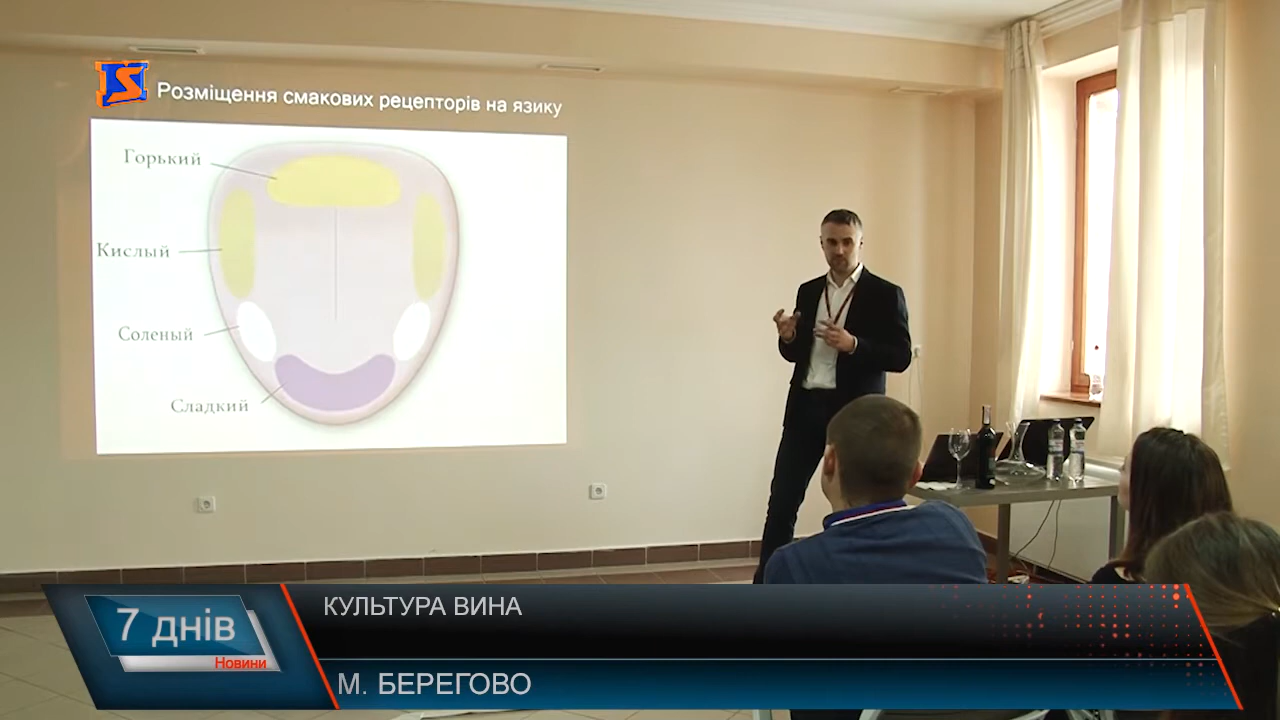 Розміщення смакових рецепторів на язику
Горький
Кислый
Соленый
Сладкий
7 днів
Новини
КУЛЬТУРА ВИНА
М. БЕРЕГОВО